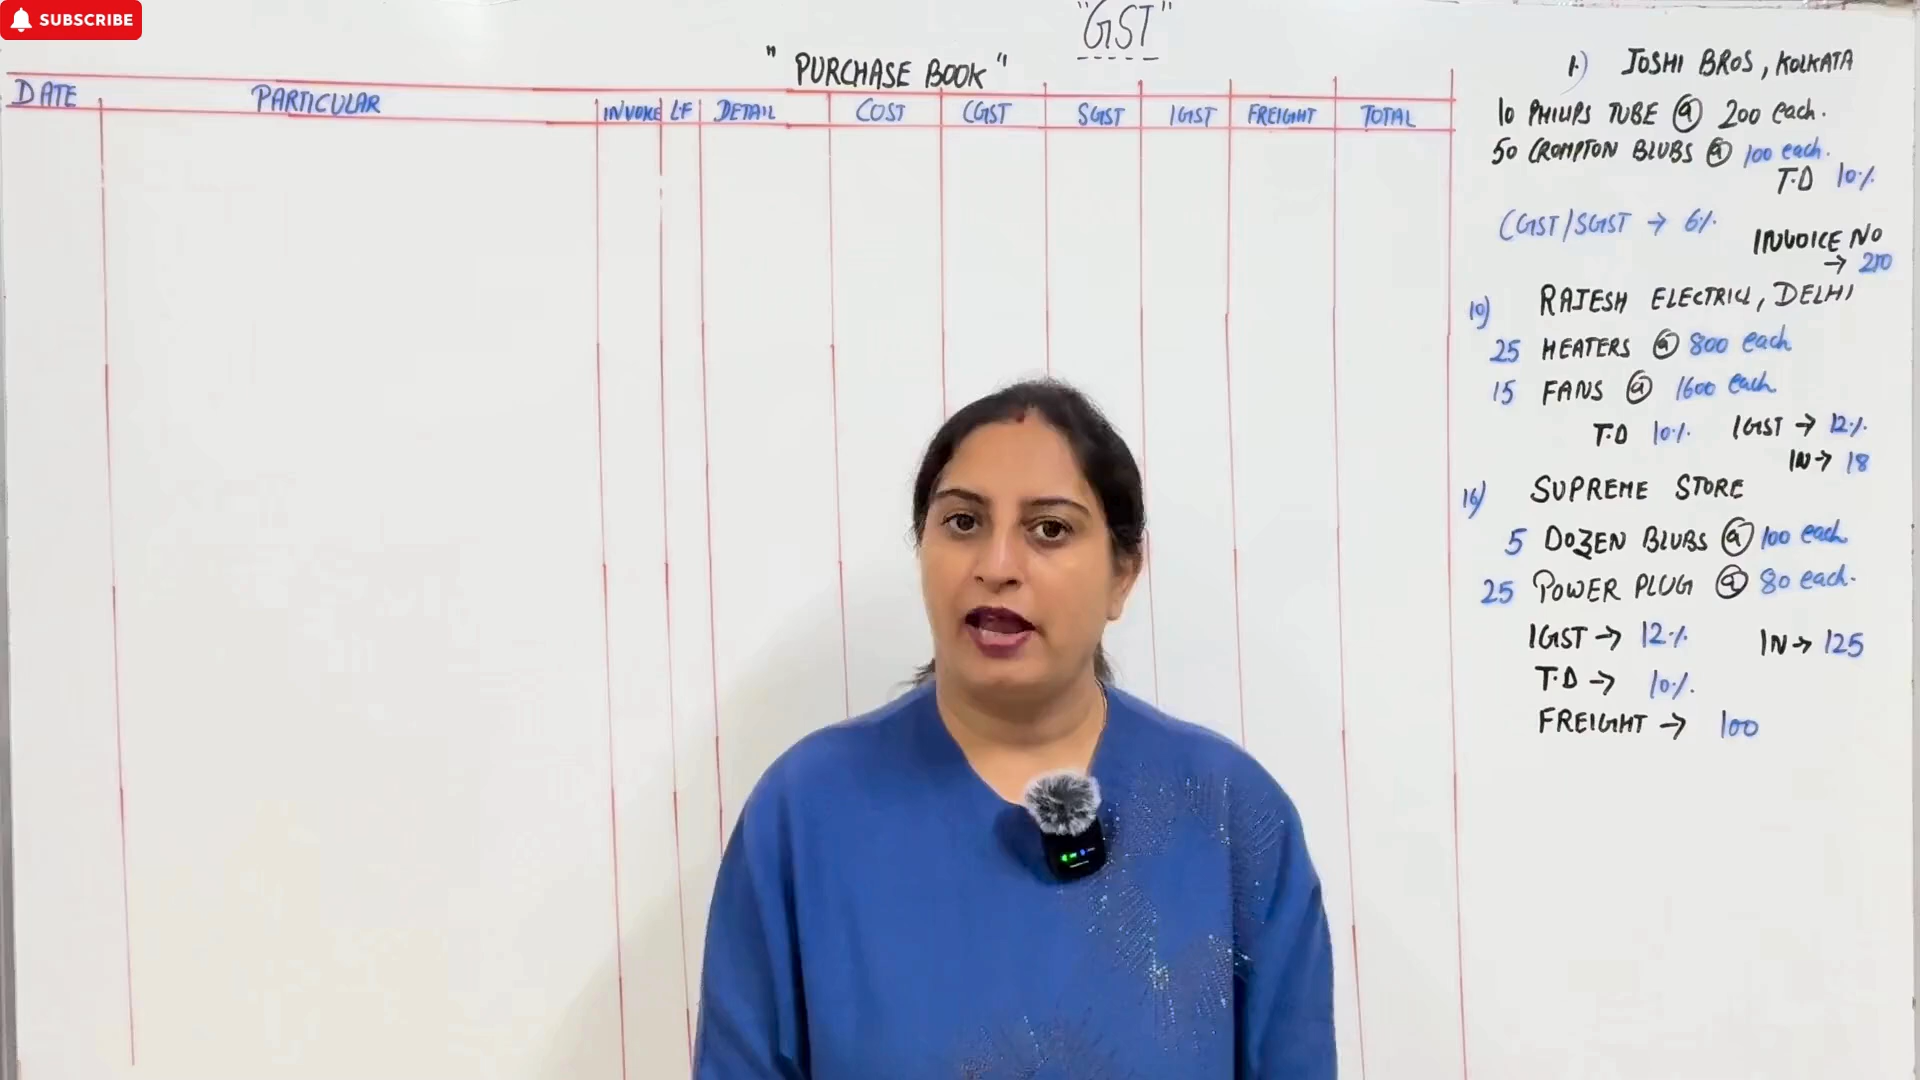 SUBSCRIBE
"GST"
"PURCHASE BOOK"
DATE PARTICULAR INVOICE LF DETAIL COST CGST SGST IGST FREIGHT TOTAL
1.) JOSHI BROS, KOLKATA
10 PHILIPS TUBE @ 200 each.
50 CROMPTON BLUBS @ 100 each.
T.D 10%
CGST/SGST → 6%
INVOICE NO
→ 210
10) RAJESH ELECTRICL, DELHI
25 HEATERS @ 800 each
15 FANS @ 1600 each
T.D 10% IGST → 12%
IN → 18
16) SUPREME STORE
5 DOZEN BLUBS @ 100 each
25 POWER PLUG @ 80 each.
IGST → 12% IN → 125
T.D → 10%.
FREIGHT → 100